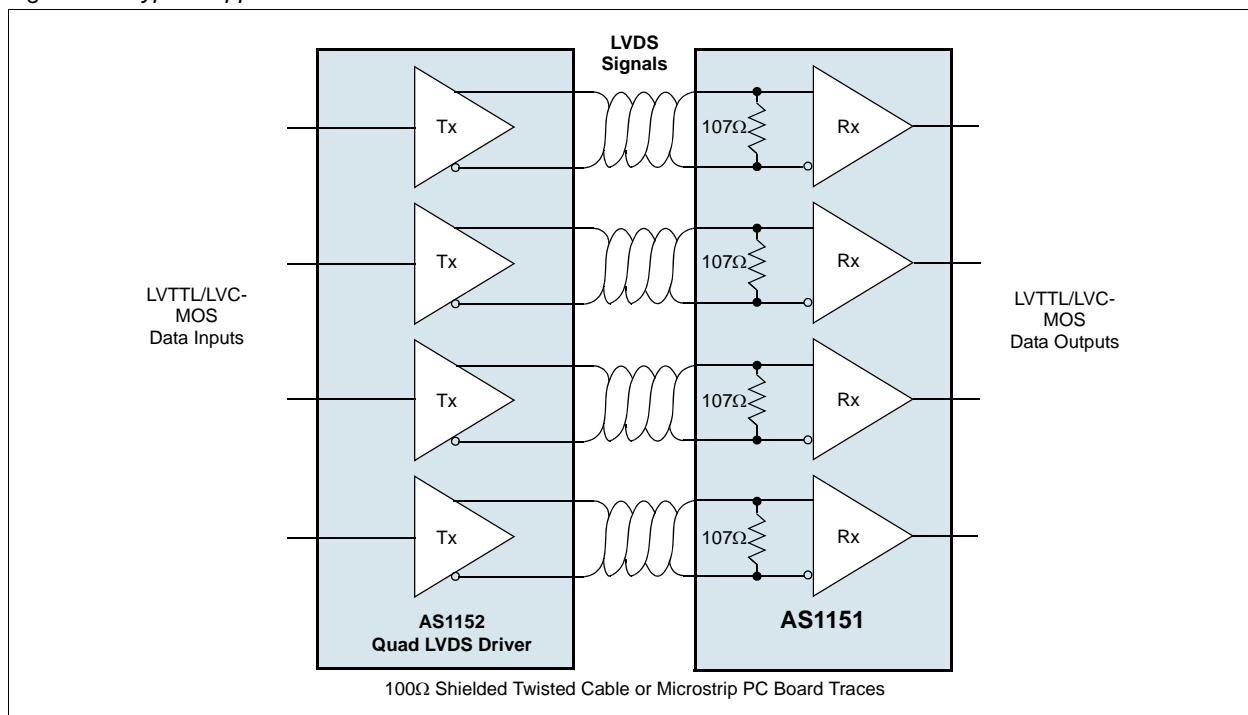 LVDS
Signals
Tx
107Ω
Rx
Tx
107Ω
Rx
LVTTL/LVC-
MOS
Data Inputs
LVTTL/LVC-
MOS
Data Outputs
Tx
107Ω
Rx
Tx
107Ω
Rx
AS1152
Quad LVDS Driver
AS1151
100Ω Shielded Twisted Cable or Microstrip PC Board Traces